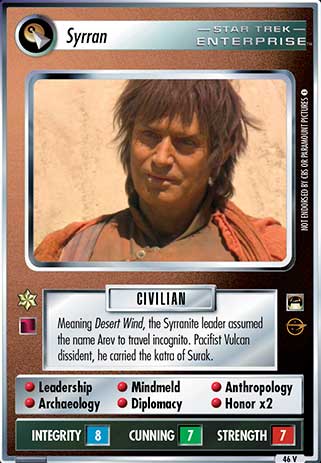 Syrran
STAR TREK
ENTERPRISE™
NOT ENDORSED BY CBS OR PARAMOUNT PICTURES
CIVILIAN
Meaning Desert Wind, the Syrranite leader assumed
the name Arev to travel incognito. Pacifist Vulcan
dissident, he carried the katra of Surak.
Leadership Mindmeld Anthropology
Archaeology Diplomacy Honor x2
INTEGRITY 8 CUNNING 7 STRENGTH 7
46 V